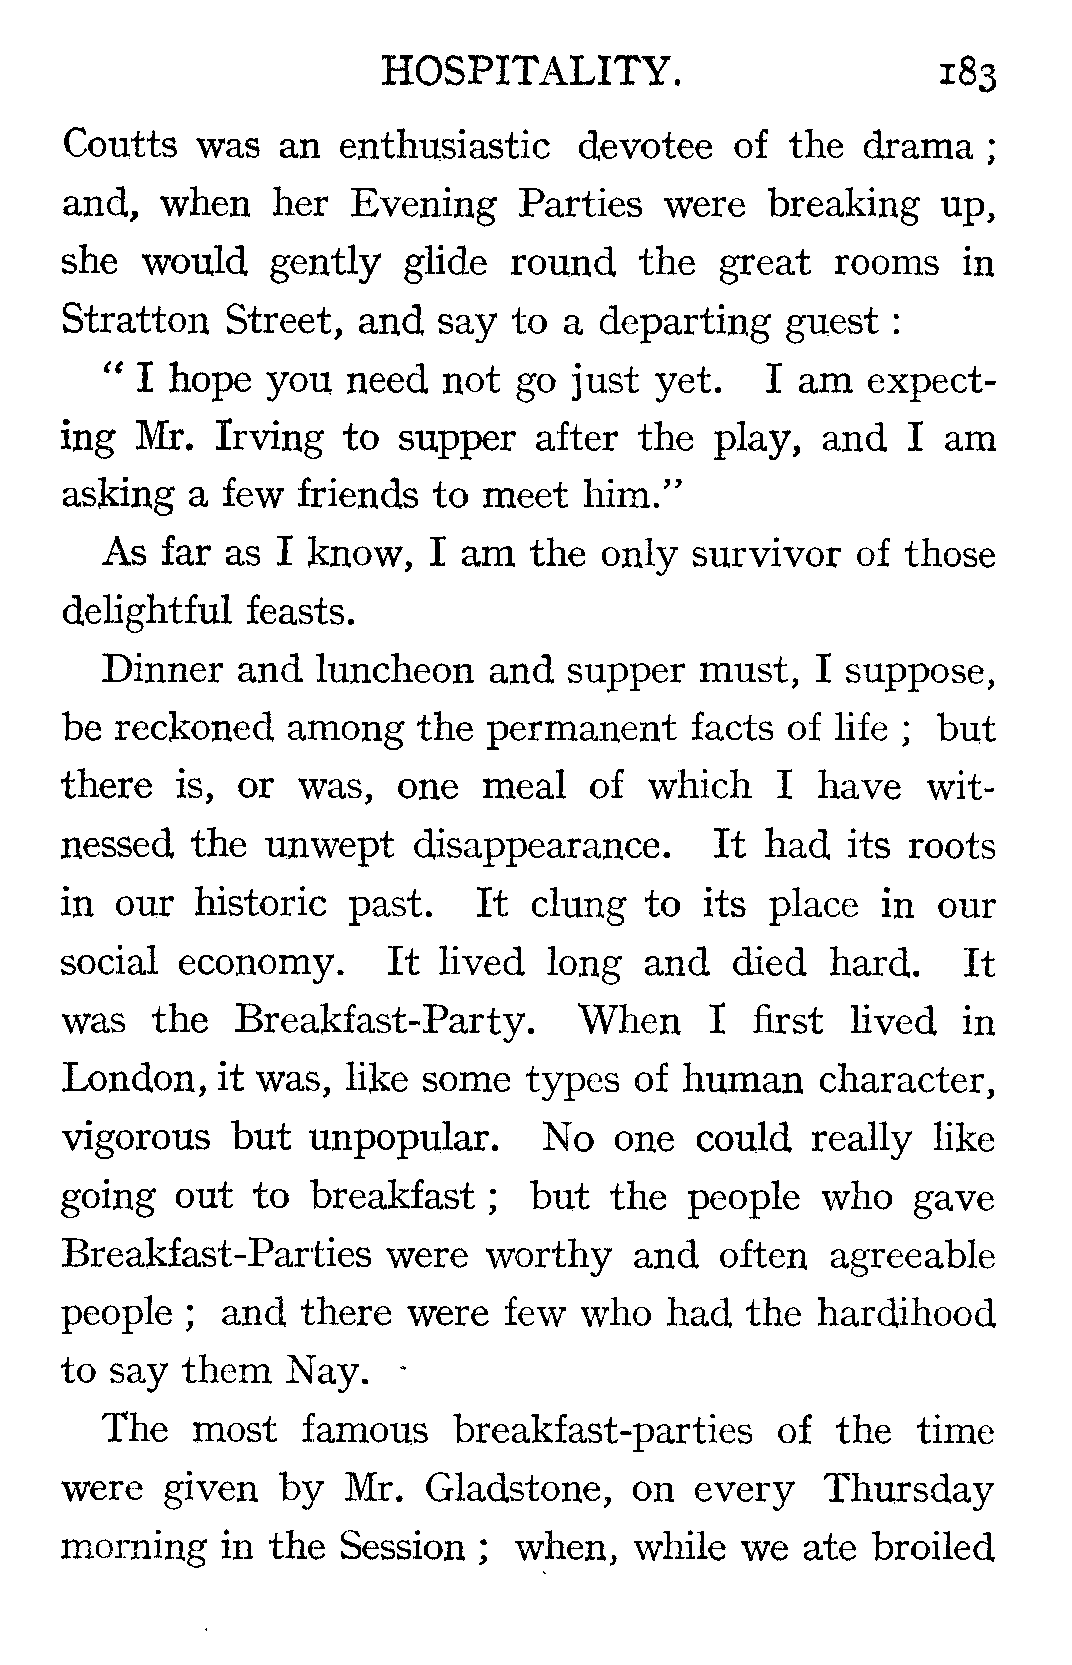 HOSPITALITY. 183
Coutts was an enthusiastic devotee of the drama ;
and, when her Evening Parties were breaking up,
she would gently glide round the great rooms in
Stratton Street, and say to a departing guest :
“ I hope you need not go just yet. I am expect-
ing Mr. Irving to supper after the play, and I am
asking a few friends to meet him.”
As far as I know, I am the only survivor of those
delightful feasts.
Dinner and luncheon and supper must, I suppose,
be reckoned among the permanent facts of life ; but
there is, or was, one meal of which I have wit-
nessed the unwept disappearance. It had its roots
in our historic past. It clung to its place in our
social economy. It lived long and died hard. It
was the Breakfast-Party. When I first lived in
London, it was, like some types of human character,
vigorous but unpopular. No one could really like
going out to breakfast ; but the people who gave
Breakfast-Parties were worthy and often agreeable
people ; and there were few who had the hardihood
to say them Nay.
The most famous breakfast-parties of the time
were given by Mr. Gladstone, on every Thursday
morning in the Session ; when, while we ate broiled